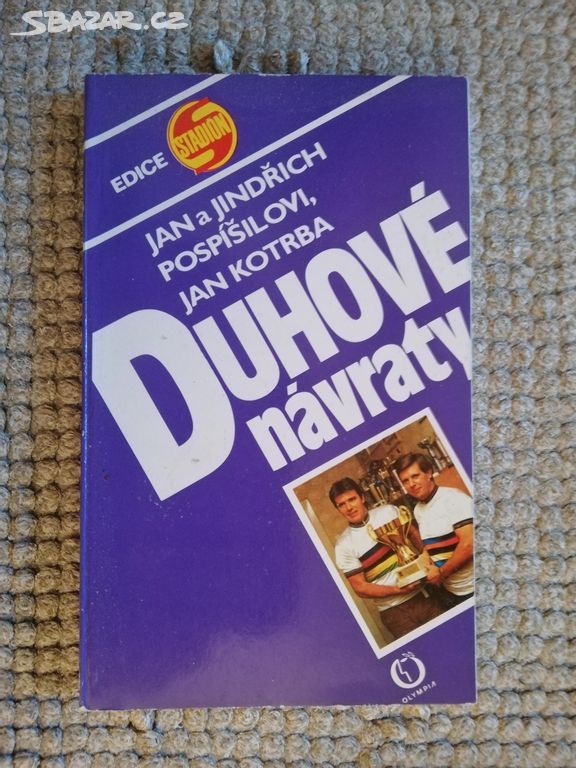 SBAZAR.CZ
EDICE STADION
JAN a JINDŘICH
POSPÍŠILOVI,
JAN KOTRBA
DUHOVÉ
návraty
OLYMPIA